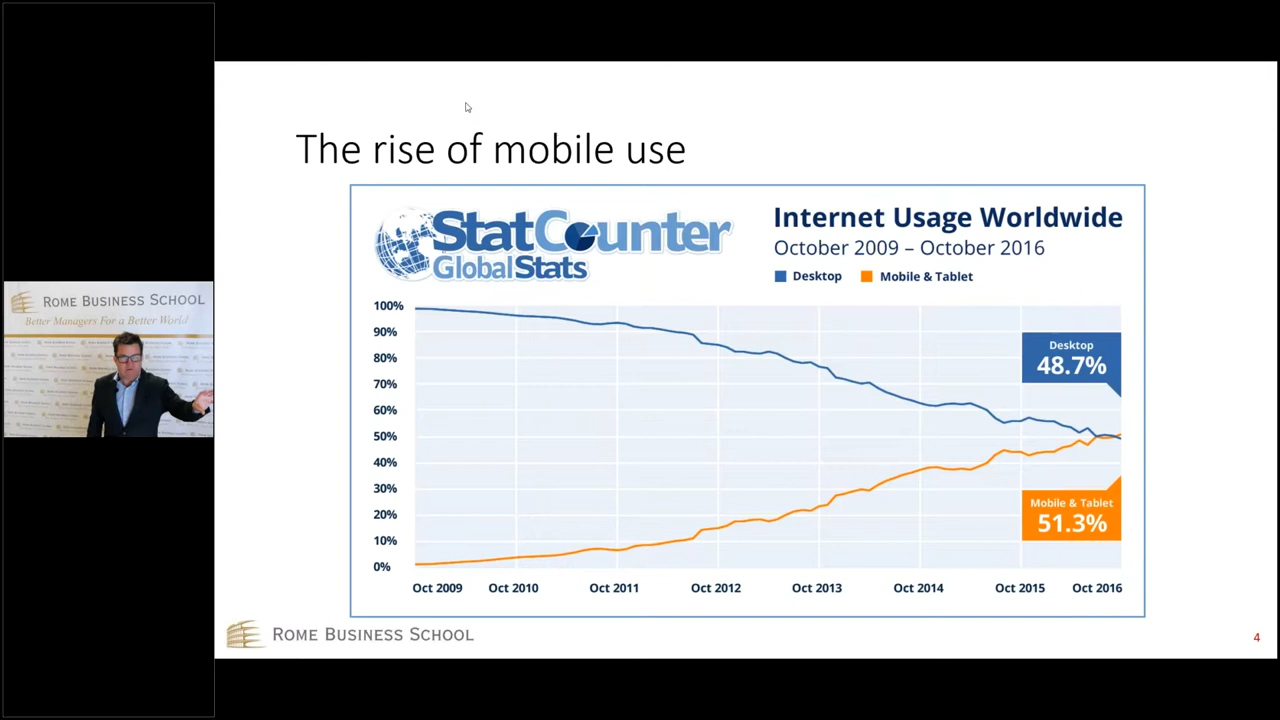 The rise of mobile use
StatCounter
GlobalStats
Internet Usage Worldwide
October 2009 – October 2016
Desktop
Mobile & Tablet
100%
90%
80%
70%
60%
50%
40%
30%
20%
10%
0%
Desktop
48.7%
Mobile & Tablet
51.3%
Oct 2009
Oct 2010
Oct 2011
Oct 2012
Oct 2013
Oct 2014
Oct 2015
Oct 2016
ROME BUSINESS SCHOOL
4
ROME BUSINESS SCHOOL
Better Managers For a Better World